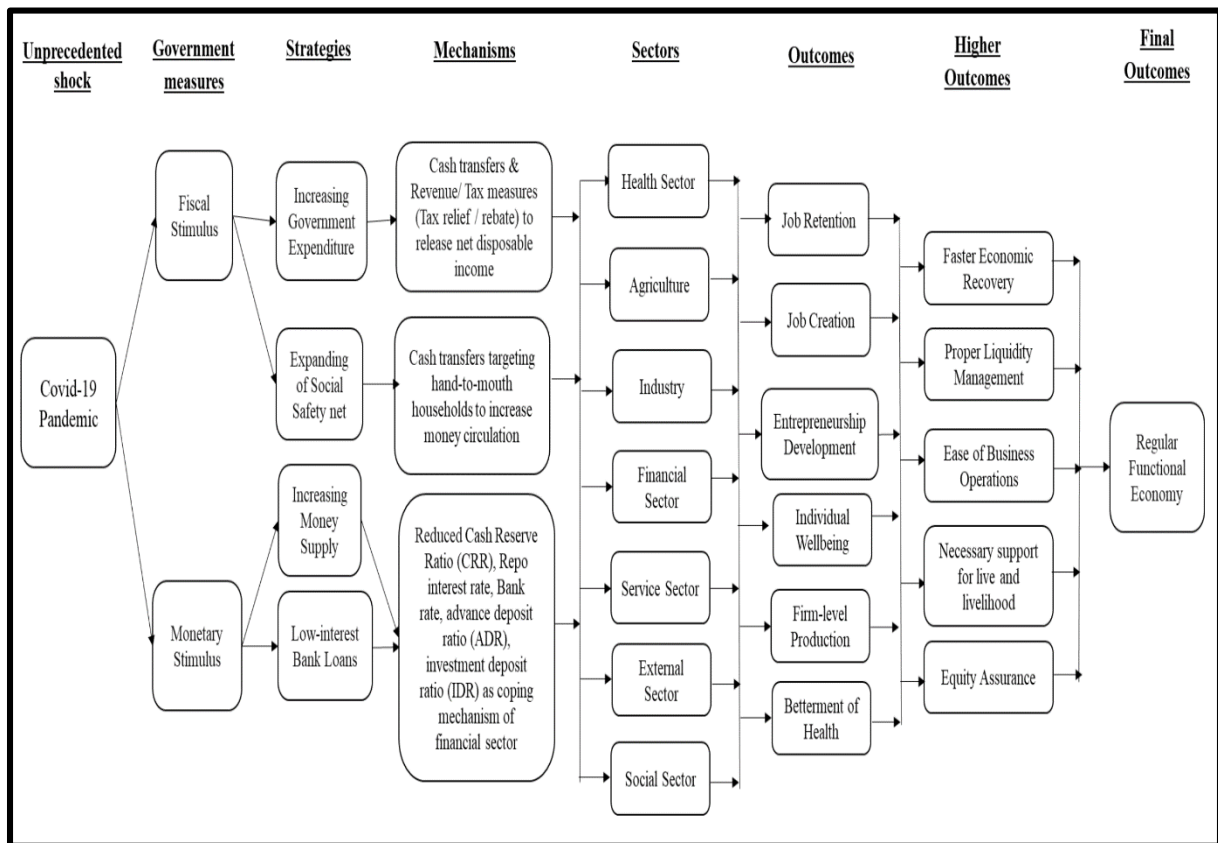 Unprecedented
shock
Government
measures
Strategies
Mechanisms
Sectors
Outcomes
Higher
Outcomes
Final
Outcomes
Covid-19
Pandemic
Fiscal
Stimulus
Monetary
Stimulus
Increasing
Government
Expenditure
Expanding
of Social
Safety net
Increasing
Money
Supply
Low-interest
Bank Loans
Cash transfers &
Revenue/ Tax measures
(Tax relief / rebate) to
release net disposable
income
Cash transfers targeting
hand-to-mouth
households to increase
money circulation
Reduced Cash Reserve
Ratio (CRR), Repo
interest rate, Bank
rate, advance deposit
ratio (ADR),
investment deposit
ratio (IDR) as coping
mechanism of
financial sector
Health Sector
Agriculture
Industry
Financial
Sector
Service Sector
External
Sector
Social Sector
Job Retention
Job Creation
Entrepreneurship
Development
Individual
Wellbeing
Firm-level
Production
Betterment of
Health
Faster Economic
Recovery
Proper Liquidity
Management
Ease of Business
Operations
Necessary support
for live and
livelihood
Equity Assurance
Regular
Functional
Economy